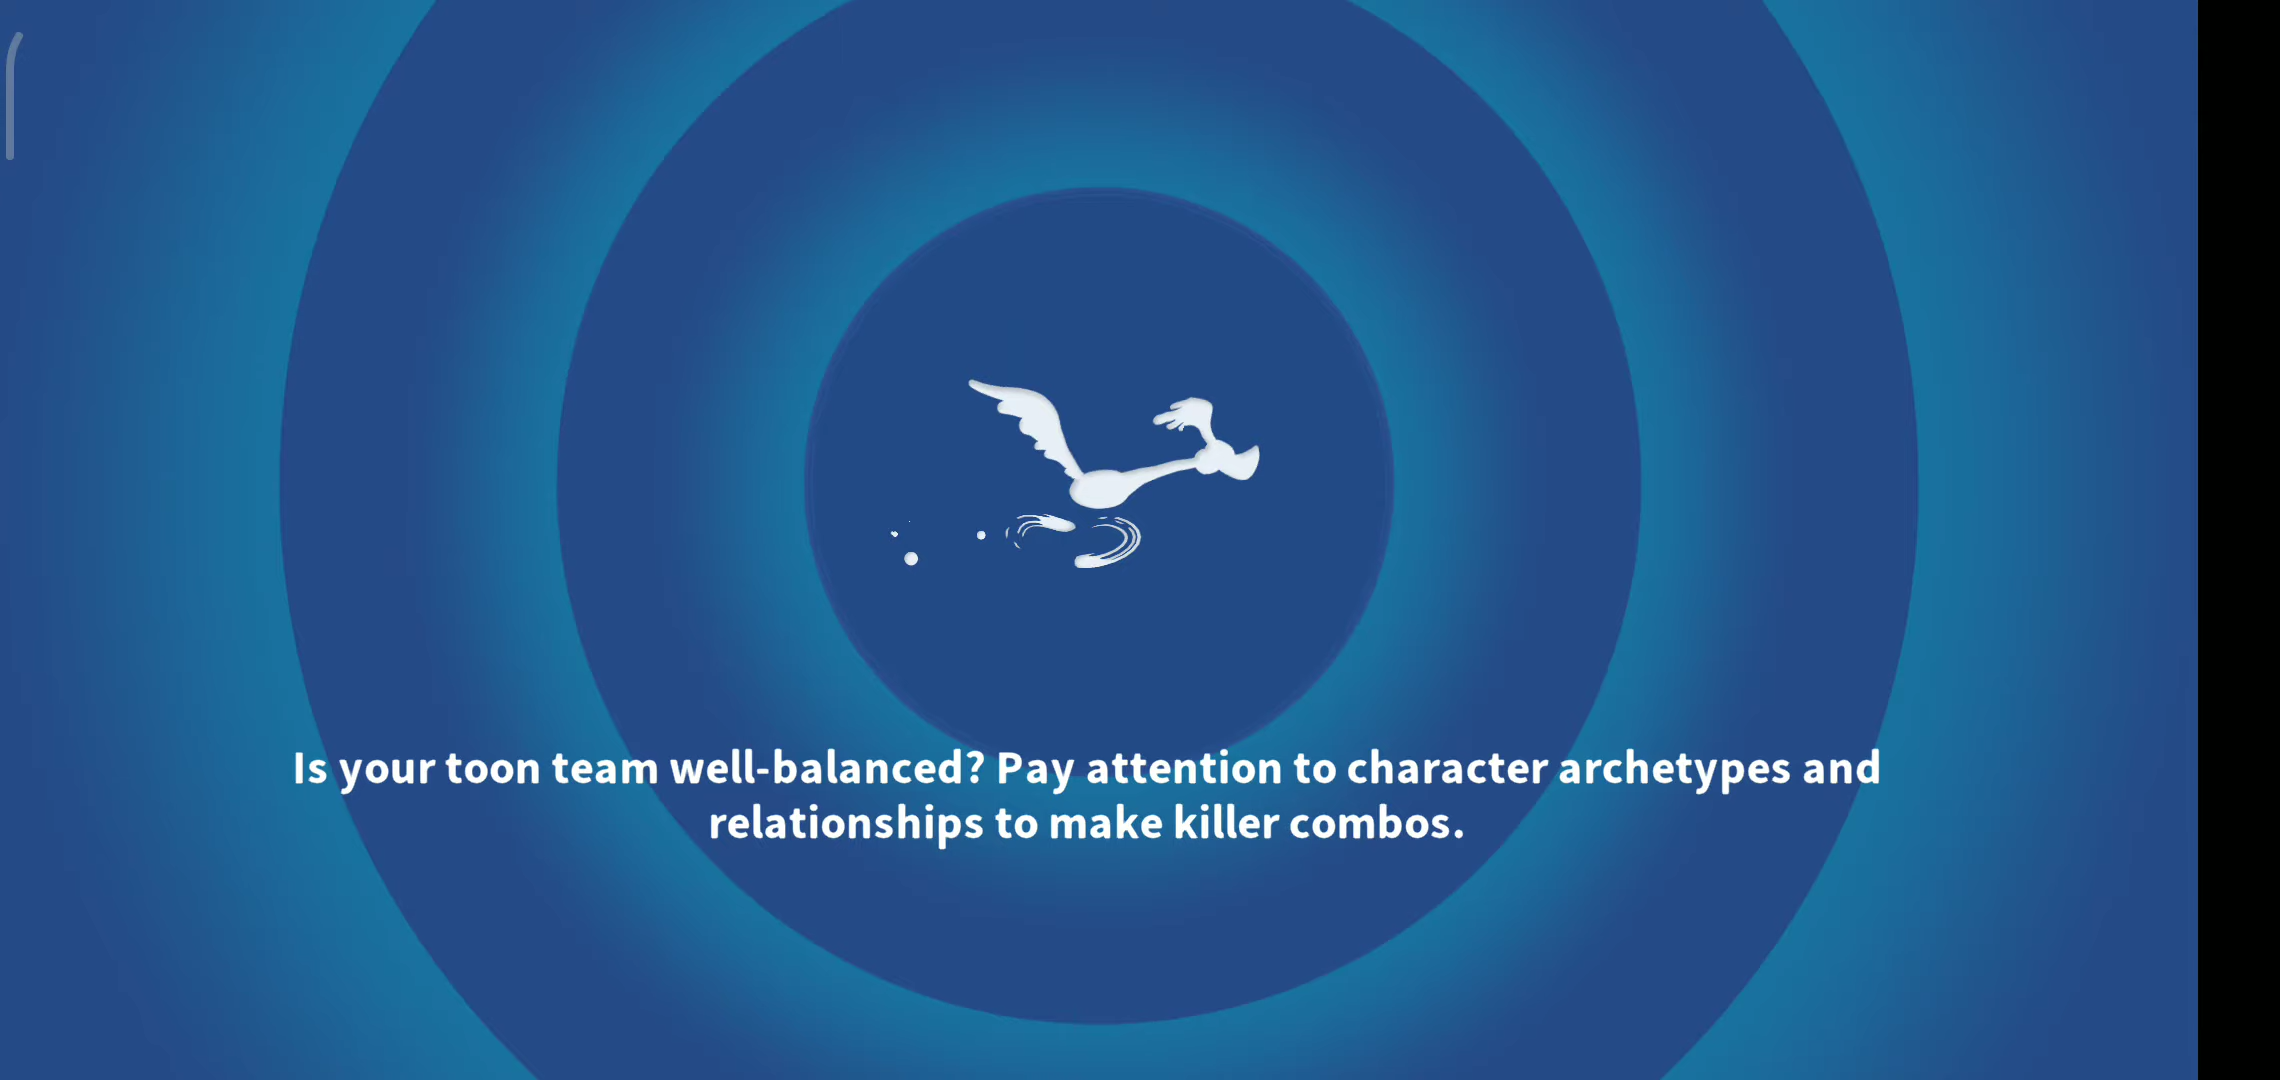 Is your toon team well-balanced? Pay attention to character archetypes and
relationships to make killer combos.